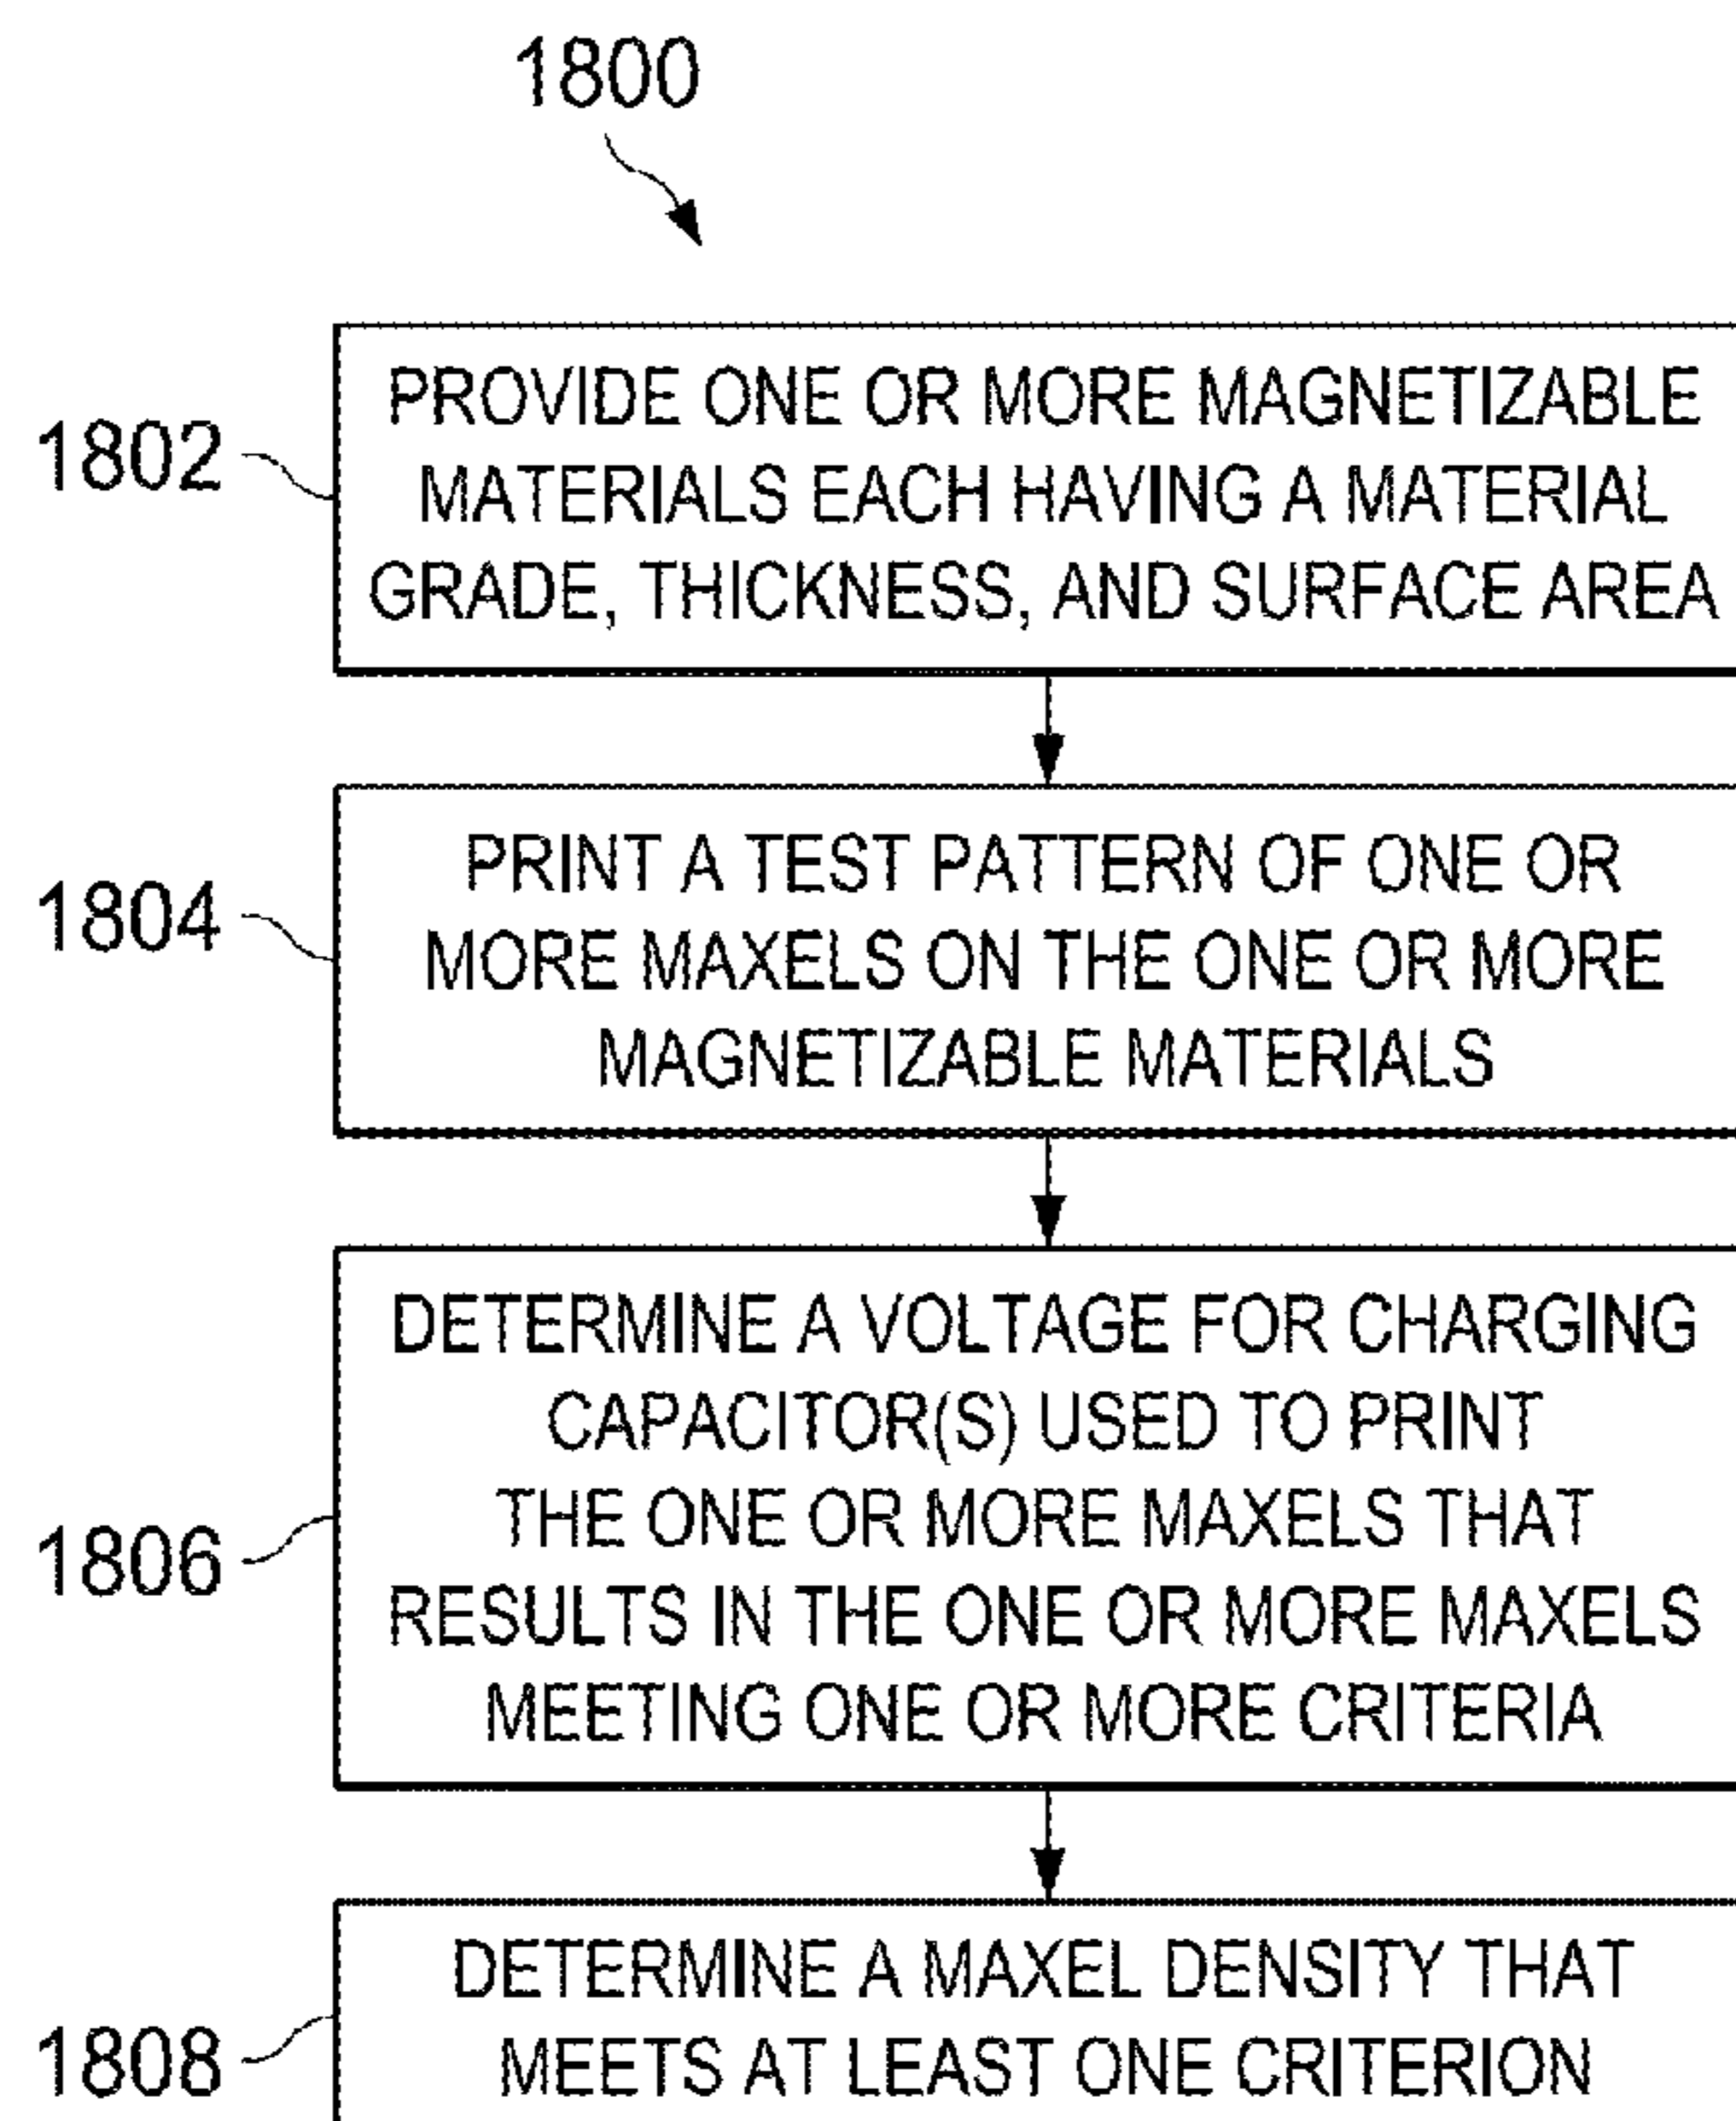 1800
1802
PROVIDE ONE OR MORE MAGNETIZABLE
MATERIALS EACH HAVING A MATERIAL
GRADE, THICKNESS, AND SURFACE AREA
1804
PRINT A TEST PATTERN OF ONE OR
MORE MAXELS ON THE ONE OR MORE
MAGNETIZABLE MATERIALS
1806
DETERMINE A VOLTAGE FOR CHARGING
CAPACITOR(S) USED TO PRINT
THE ONE OR MORE MAXELS THAT
RESULTS IN THE ONE OR MORE MAXELS
MEETING ONE OR MORE CRITERIA
1808
DETERMINE A MAXEL DENSITY THAT
MEETS AT LEAST ONE CRITERION